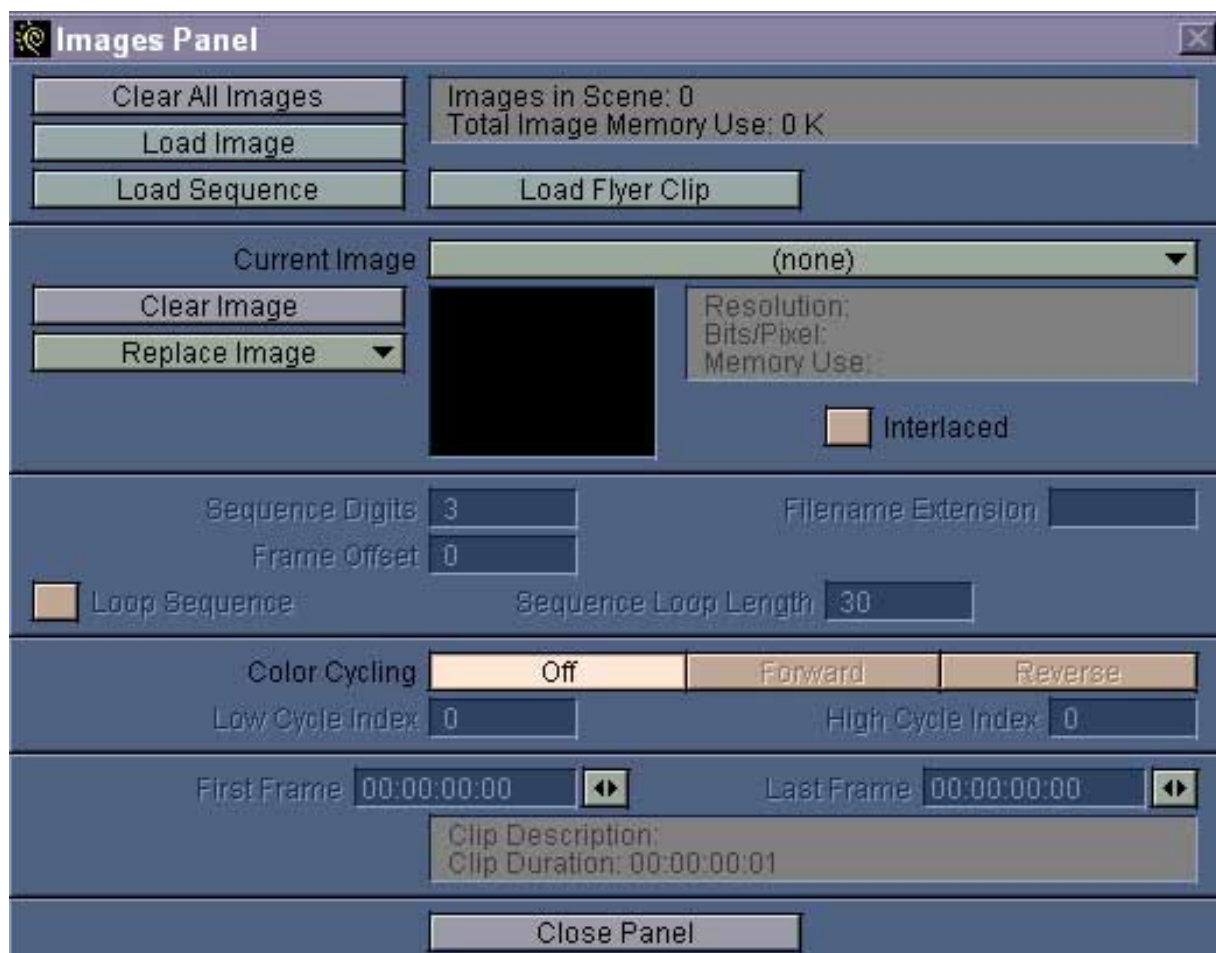 Images Panel
Clear All Images
Images in Scene: 0
Total Image Memory Use: 0 K
Load Image
Load Sequence
Load Flyer Clip
Current Image
(none)
Clear Image
Replace Image
Resolution:
Bits/Pixel:
Memory Use:
Interlaced
Sequence Digits 3
Filename Extension
Frame Offset 0
Loop Sequence
Sequence Loop Length 30
Color Cycling
Off
Forward
Reverse
Low Cycle Index 0
High Cycle Index 0
First Frame 00:00:00:00
Last Frame 00:00:00:00
Clip Description:
Clip Duration: 00:00:00:01
Close Panel